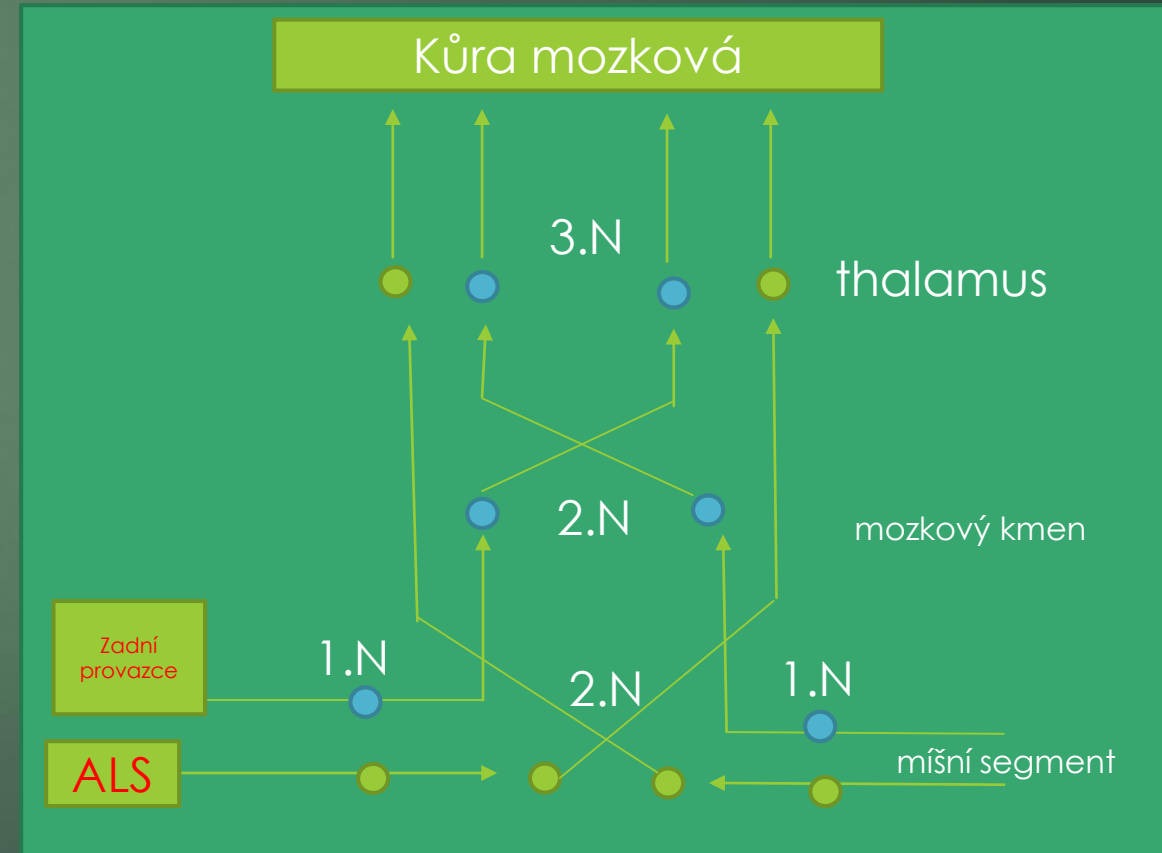 Kůra mozková
3.N
thalamus
2.N
mozkový kmen
Zadní
provazce
1.N
2.N
1.N
ALS
míšní segment